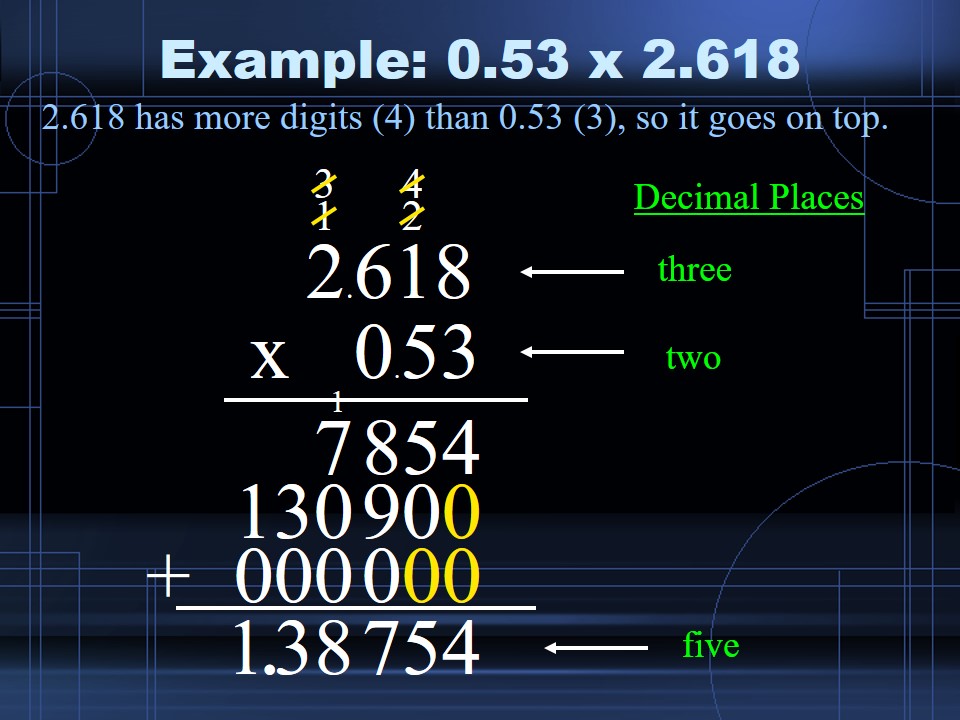 Example: 0.53 x 2.618
2.618 has more digits (4) than 0.53 (3), so it goes on top.
3 4
1 2
Decimal Places
2.618
three
x 0.53
two
1
7854
130900
+ 000000
1.38754
five